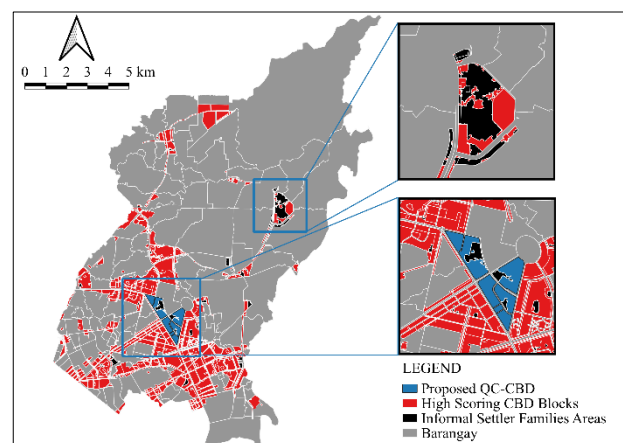 0 1 2 3 4 5 km
LEGEND
Proposed QC-CBD
High Scoring CBD Blocks
Informal Settler Families Areas
Barangay